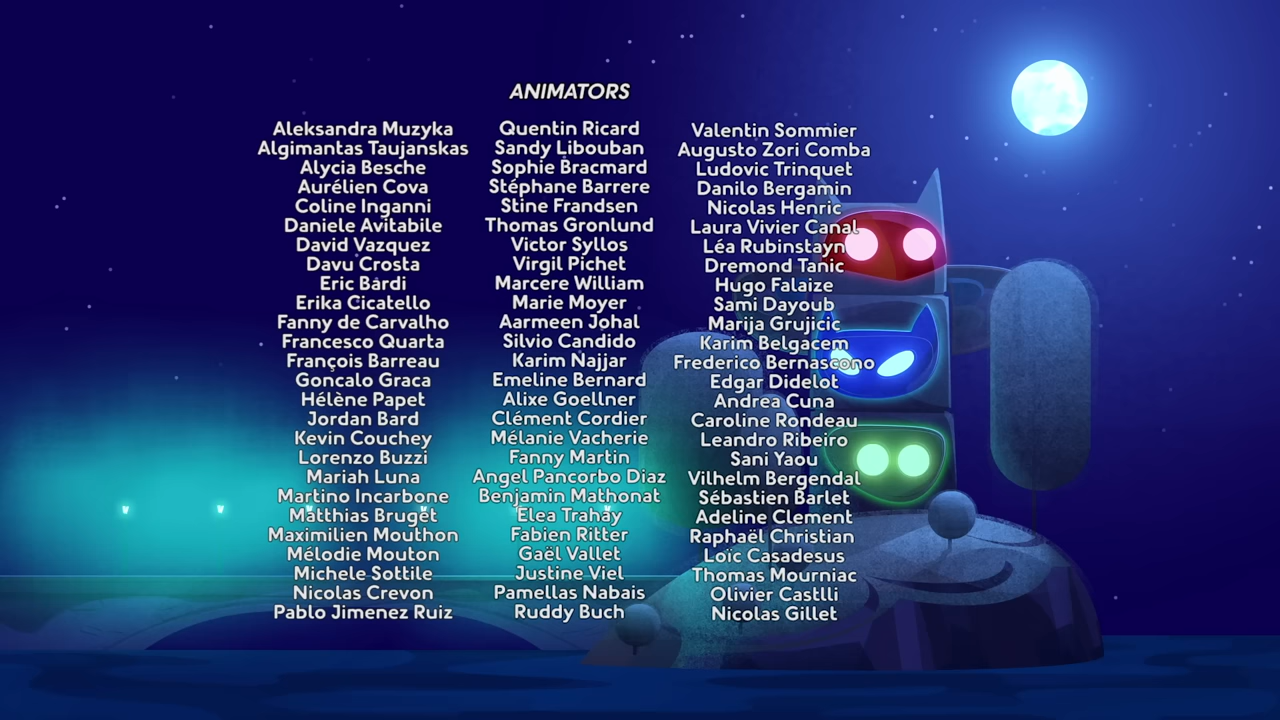 ANIMATORS
Aleksandra Muzyka
Algimantas Taujanskas
Alycia Besche
Aurélien Cova
Coline Inganni
Daniele Avitabile
David Vazquez
Davu Crosta
Eric Bardi
Erika Cicatello
Fanny de Carvalho
Francesco Quarta
François Barreau
Goncalo Graca
Hélène Papet
Jordan Bard
Kevin Couchey
Lorenzo Buzzi
Mariah Luna
Martino Incarbone
Matthias Bruget
Maximilien Mouthon
Mélodie Mouton
Michele Sottile
Nicolas Crevon
Pablo Jimenez Ruiz
Quentin Ricard
Sandy Libouban
Sophie Bracmard
Stéphane Barrere
Stine Frandsen
Thomas Gronlund
Victor Syllos
Virgil Pichet
Marcere William
Marie Moyer
Aarmeen Johal
Silvio Candido
Karim Najjar
Emeline Bernard
Alixe Goellner
Clément Cordier
Mélanie Vacherie
Fanny Martin
Angel Pancorbo Diaz
Benjamin Mathonat
Elea Trahay
Fabien Ritter
Gaël Vallet
Justine Viel
Pamellas Nabais
Ruddy Buch
Valentin Sommier
Augusto Zori Comba
Ludovic Trinquet
Danilo Bergamin
Nicolas Henric
Laura Vivier Canal
Léa Rubinstayn
Dremond Tanic
Hugo Falaize
Sami Dayoub
Marija Grujicic
Karim Belgacem
Frederico Bernascono
Edgar Didelot
Andrea Cuna
Caroline Rondeau
Leandro Ribeiro
Sani Yaou
Vilhelm Bergendal
Sébastien Barlet
Adeline Clement
Raphaël Christian
Loïc Casadesus
Thomas Mourniac
Olivier Castlli
Nicolas Gillet